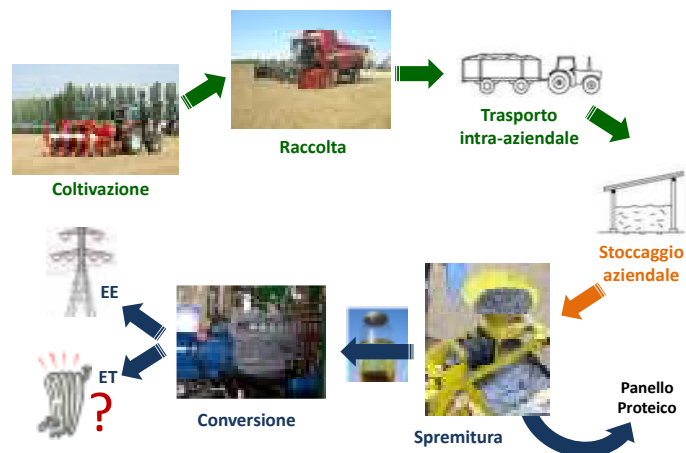 Coltivazione
Raccolta
Trasporto
intra-aziendale
Stoccaggio
aziendale
Spremitura
Panello
Proteico
Conversione
EE
ET
?